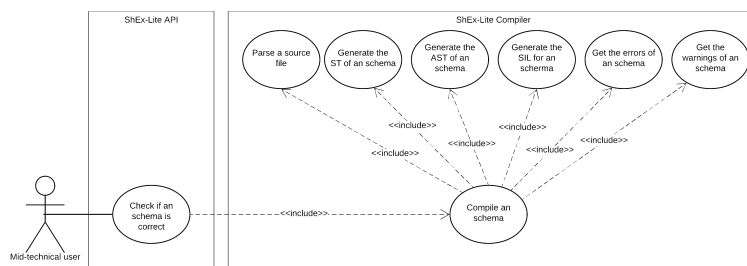 ShEx-Lite API
ShEx-Lite Compiler
Parse a source
file
Generate the
ST of an schema
Generate the
AST of an
schema
Generate the
SIL for an
scherma
Get the errors of
an schema
Get the
warnings of an
schema
<<include>>
<<include>>
<<include>>
<<include>>
<<include>>
<<include>>
Check if an
schema is
correct
<<include>>
Compile an
schema
Mid-technical user